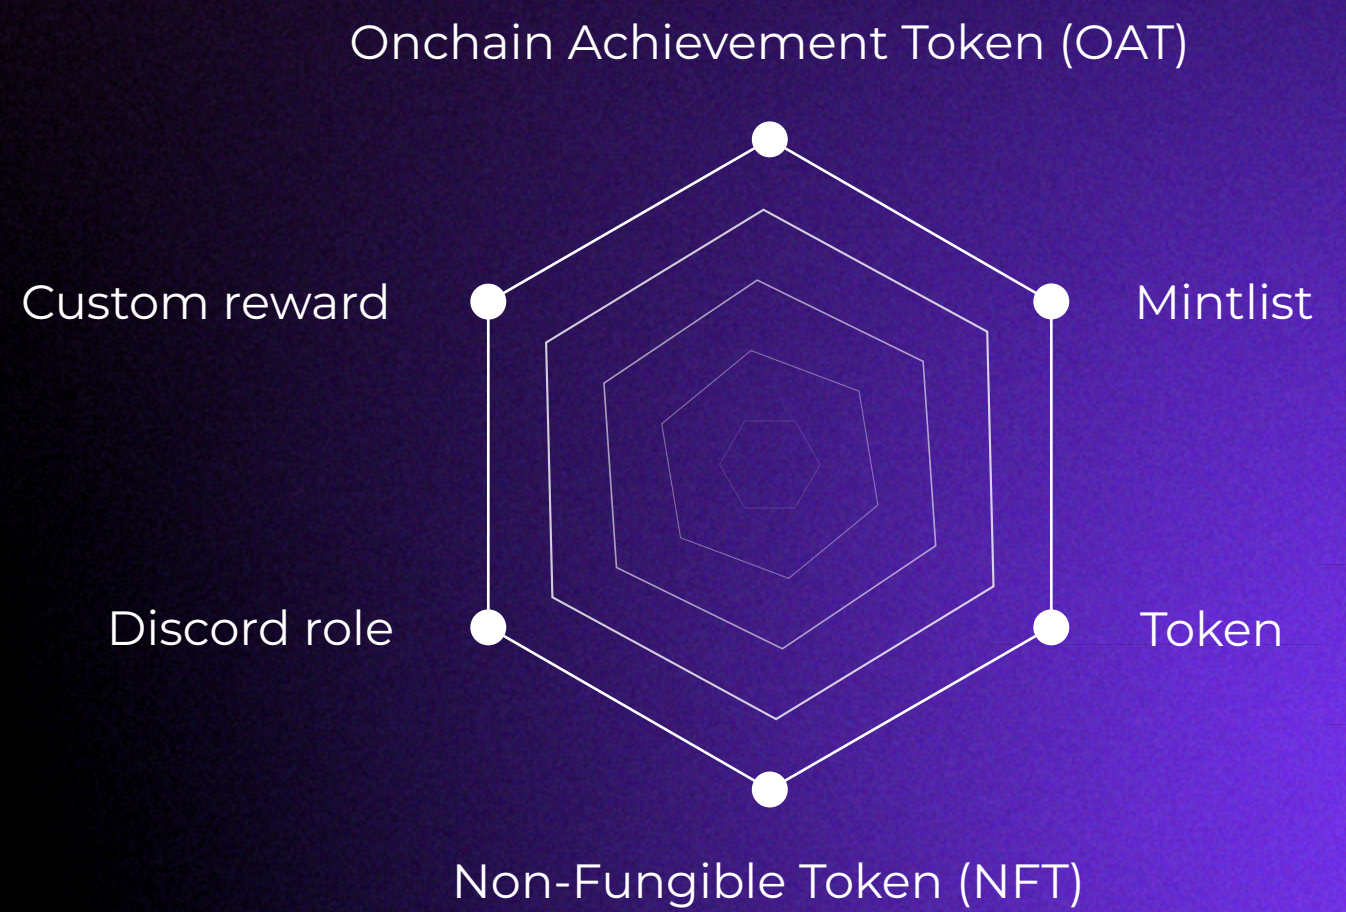 Onchain Achievement Token (OAT)
Custom reward
Mintlist
Discord role
Token
Non-Fungible Token (NFT)